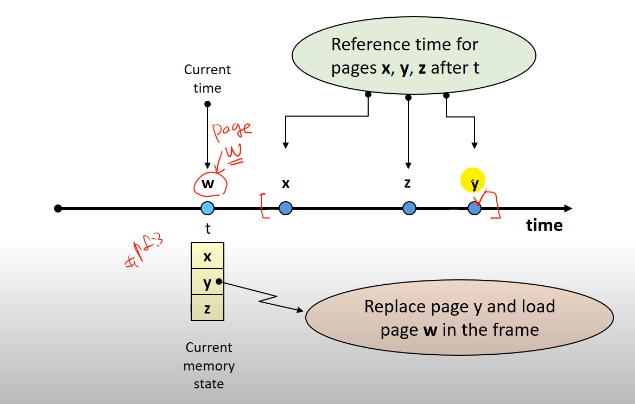 Reference time for
pages x, y, z after t
Current
time
page
w
w
x
z
y
time
t
x
y
z
Replace page y and load
page w in the frame
Current
memory
state